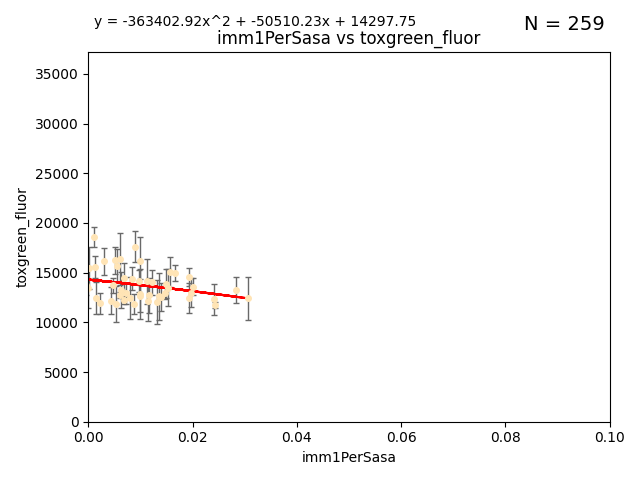 y = -363402.92x^2 + -50510.23x + 14297.75
N = 259
imm1PerSasa vs toxgreen_fluor
35000
30000
25000
20000
15000
10000
5000
0
toxgreen_fluor
0.00 0.02 0.04 0.06 0.08 0.10
imm1PerSasa